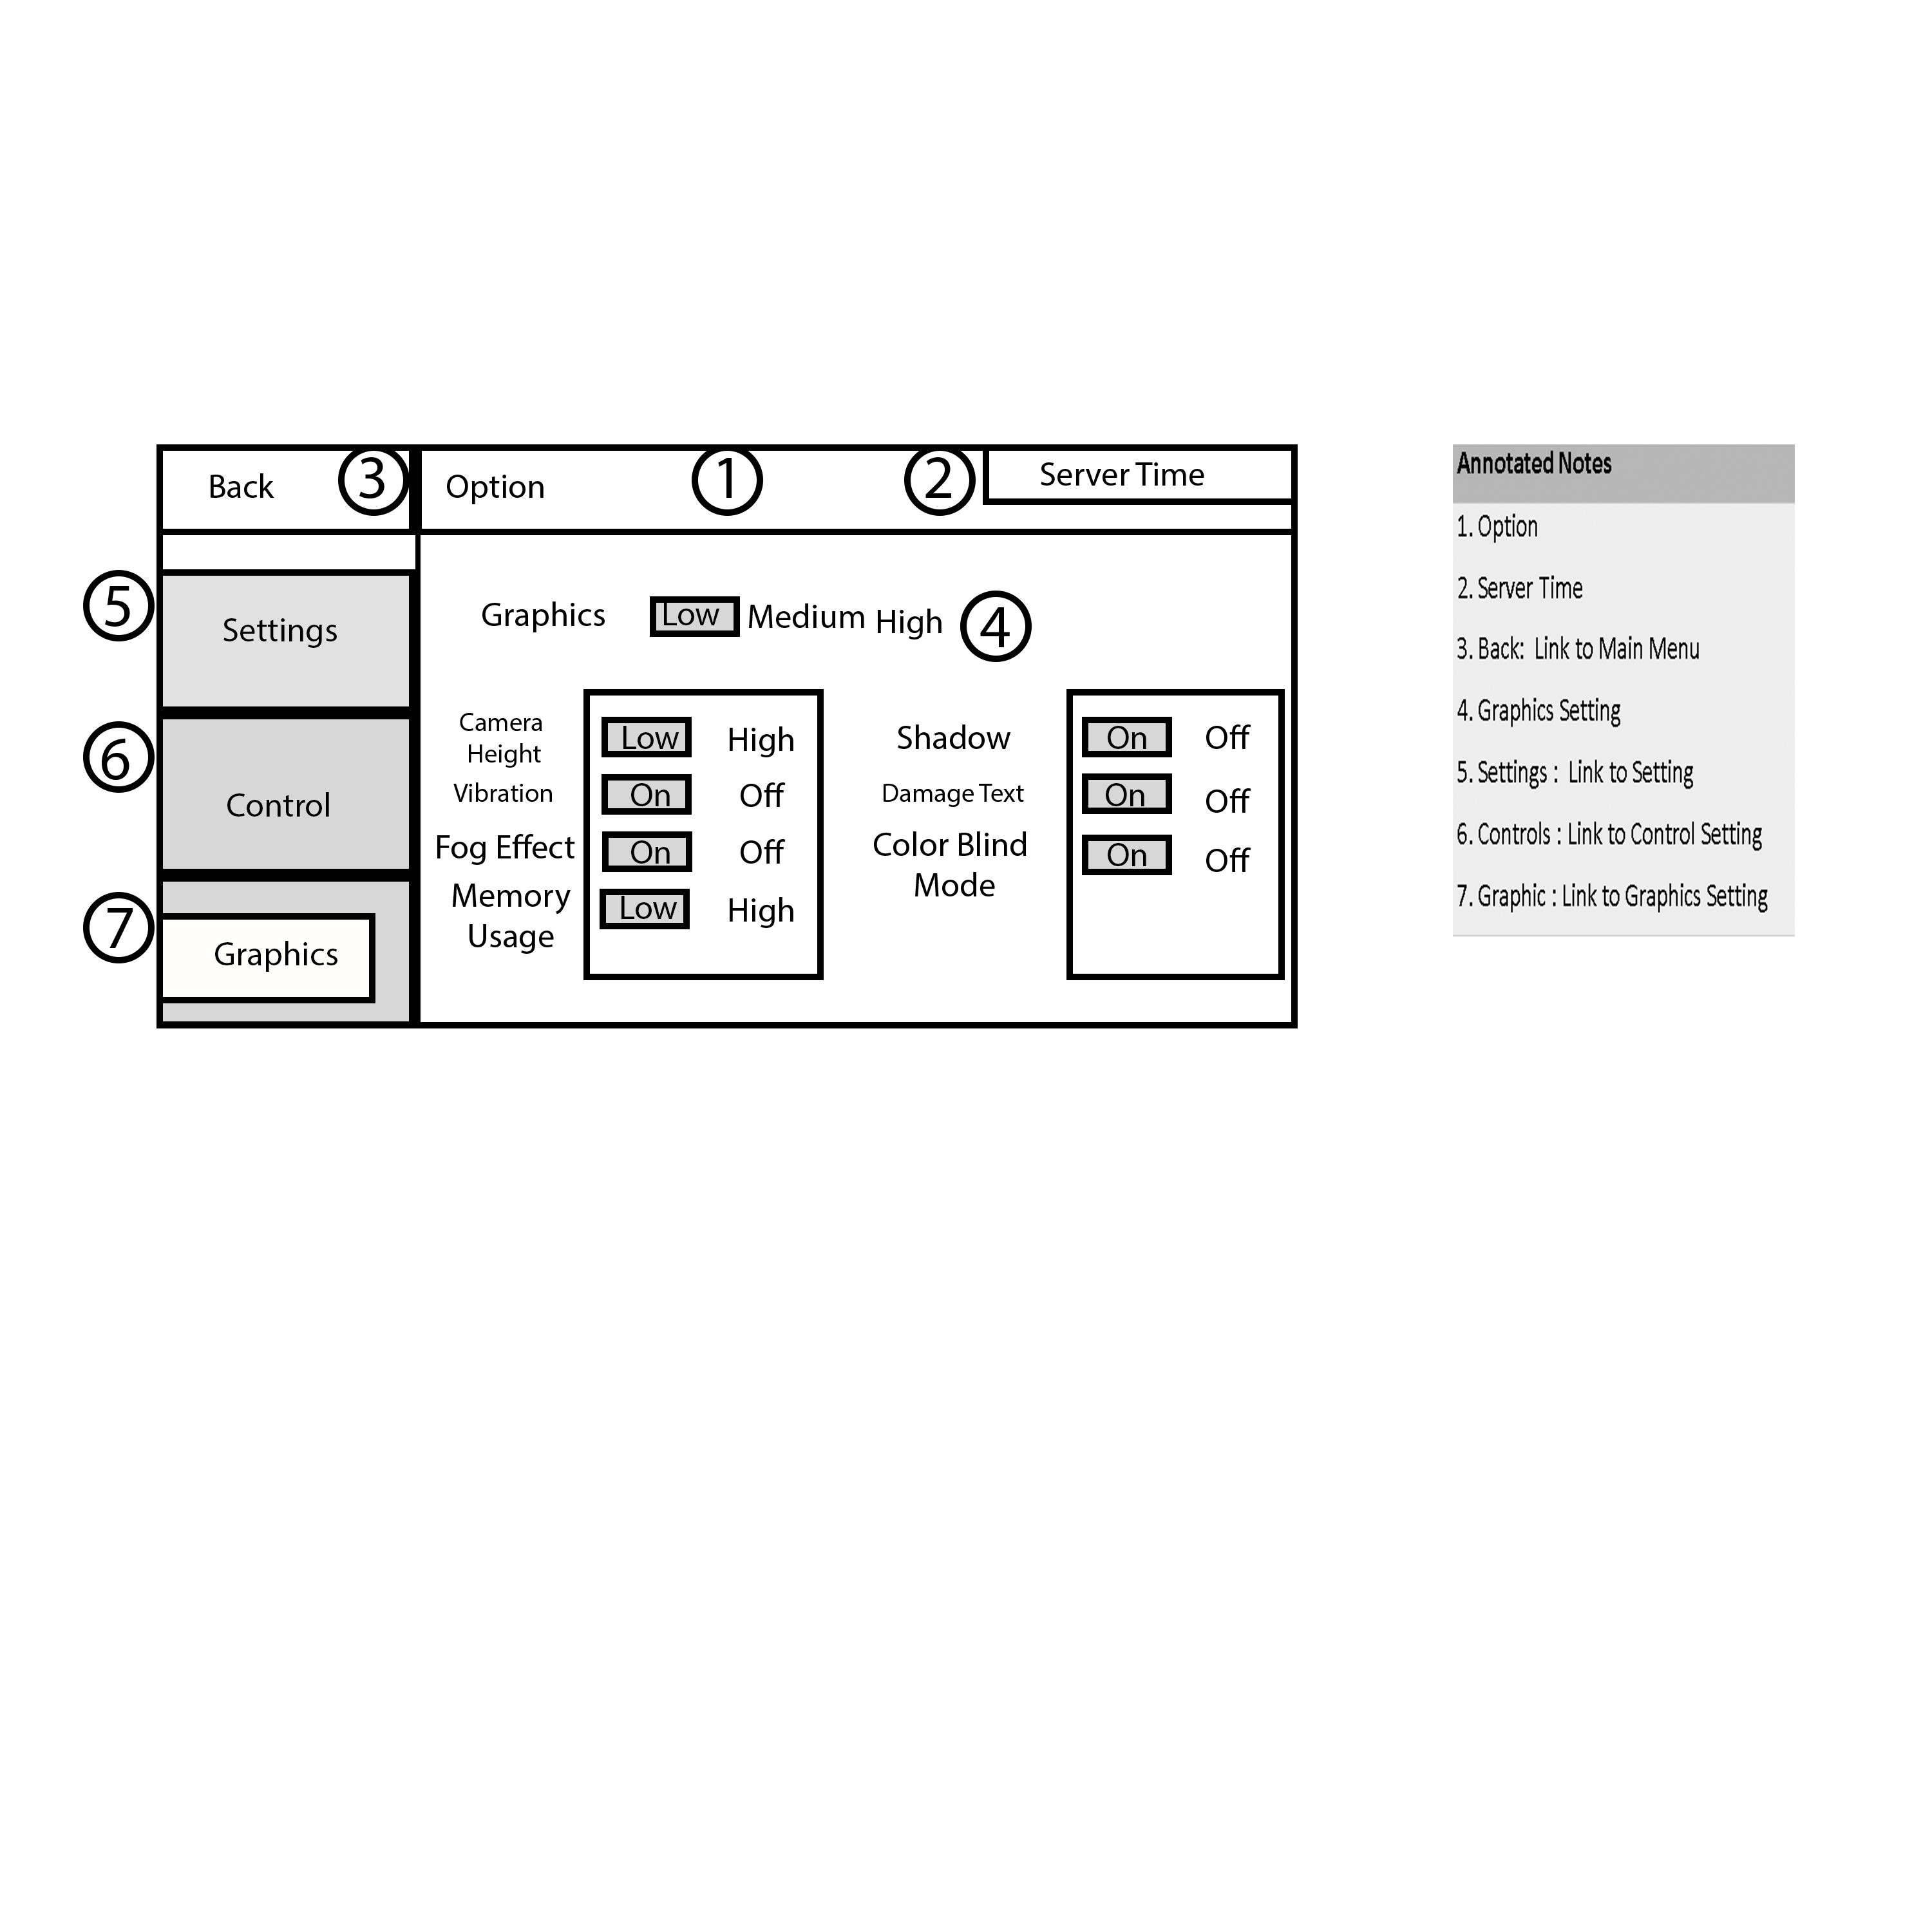 Back 3 Option 1 2 Server Time
5 Settings
6 Control
7 Graphics
Graphics Low Medium High 4
Camera
Height
Low High
Vibration On Off
Fog Effect On Off
Memory
Usage
Low High
Shadow On Off
Damage Text On Off
Color Blind
Mode
On Off
Annotated Notes
1. Option
2. Server Time
3. Back: Link to Main Menu
4. Graphics Setting
5. Settings : Link to Setting
6. Controls : Link to Control Setting
7. Graphic : Link to Graphics Setting